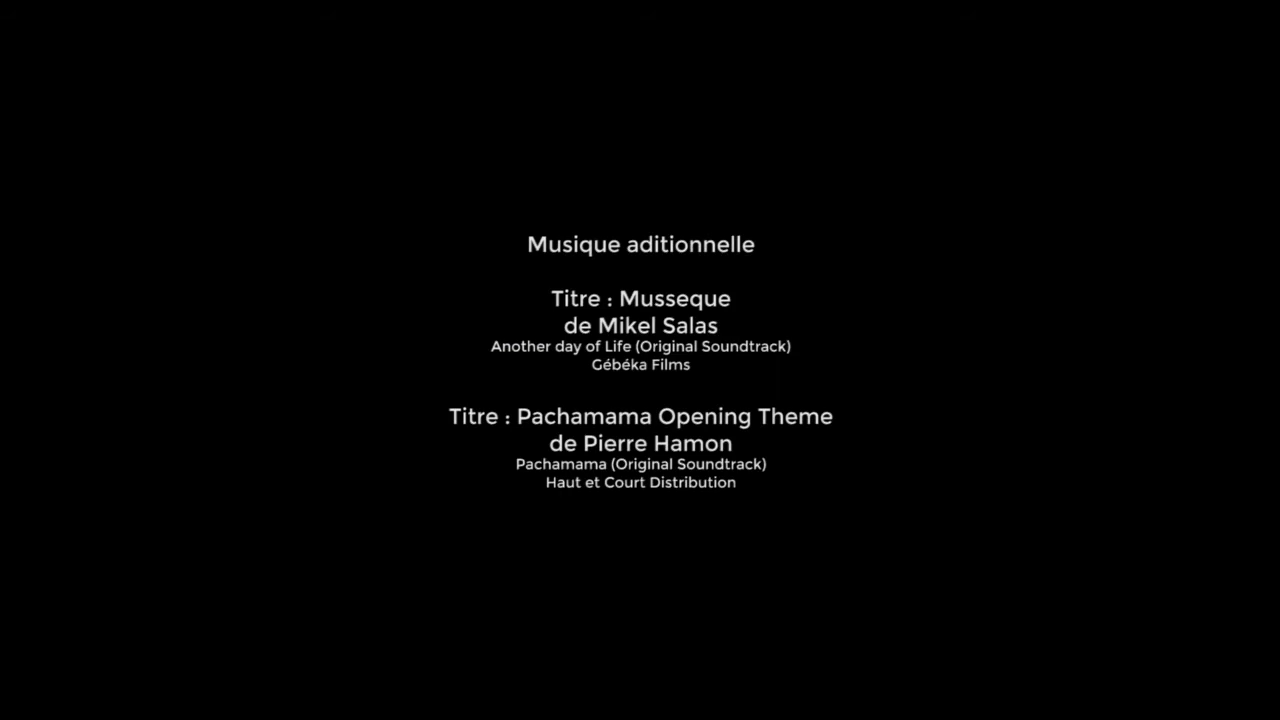 Musique aditionnelle
Titre : Musseque
de Mikel Salas
Another day of Life (Original Soundtrack)
Gébéka Films
Titre : Pachamama Opening Theme
de Pierre Hamon
Pachamama (Original Soundtrack)
Haut et Court Distribution